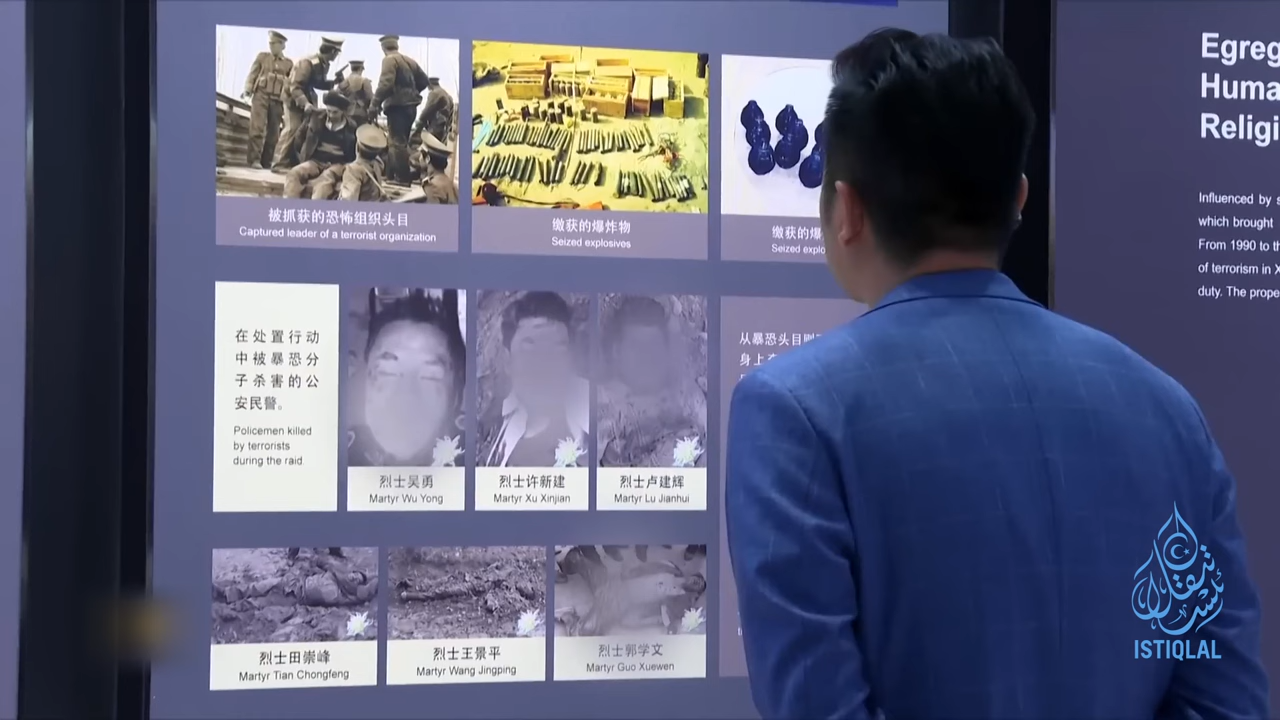 被抓获的恐怖组织头目
Captured leader of a terrorist organization
缴获的爆炸物
Seized explosives
缴获的
Seized
在处置行动
中被暴恐分
子杀害的公
安民警。
Policemen killed
by terrorists
during the raid.
烈士吴勇
Martyr Wu Yong
烈士许新建
Martyr Xu Xinjian
烈士卢建辉
Martyr Lu Jianhui
从暴恐头目
身上
烈士田崇峰
Martyr Tian Chongfeng
烈士王景平
Martyr Wang Jingping
烈士郭学文
Martyr Guo Xuewen
Egreg
Huma
Religi
Influenced by s
which brought
From 1990 to th
of terrorism in X
duty. The prope
ئىستىقلال
ISTIQLAL